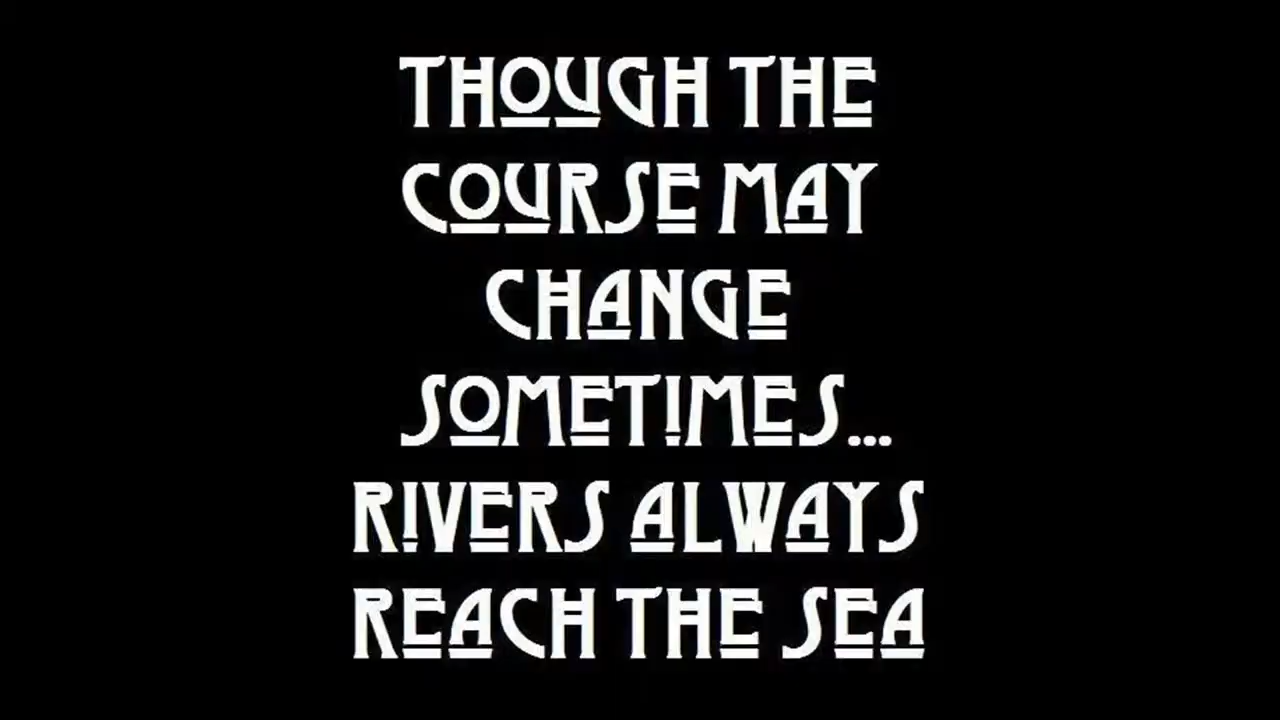 THOUGH THE
COURSE MAY
CHANGE
SOMETIMES...
RIVERS ALWAYS
REACH THE SEA